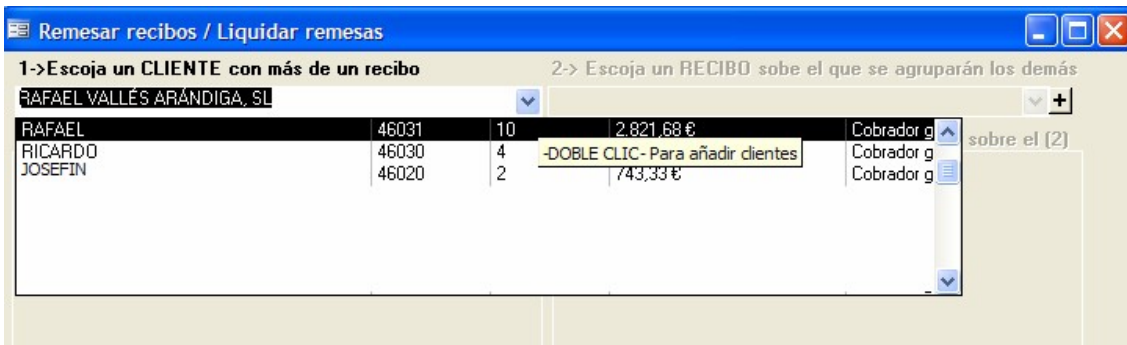 Remesar recibos / Liquidar remesas
1->Escoja un CLIENTE con más de un recibo
2-> Escoja un RECIBO sobe el que se agruparán los demás
RAFAEL VALLÉS ARÁNDIGA, SL
+
RAFAEL 46031 10 2.821,68 € Cobrador g
sobre el (2)
RICARDO 46030 4 Cobrador g
-DOBLE CLIC- Para añadir clientes
JOSEFIN 46020 2 743,33 € Cobrador g